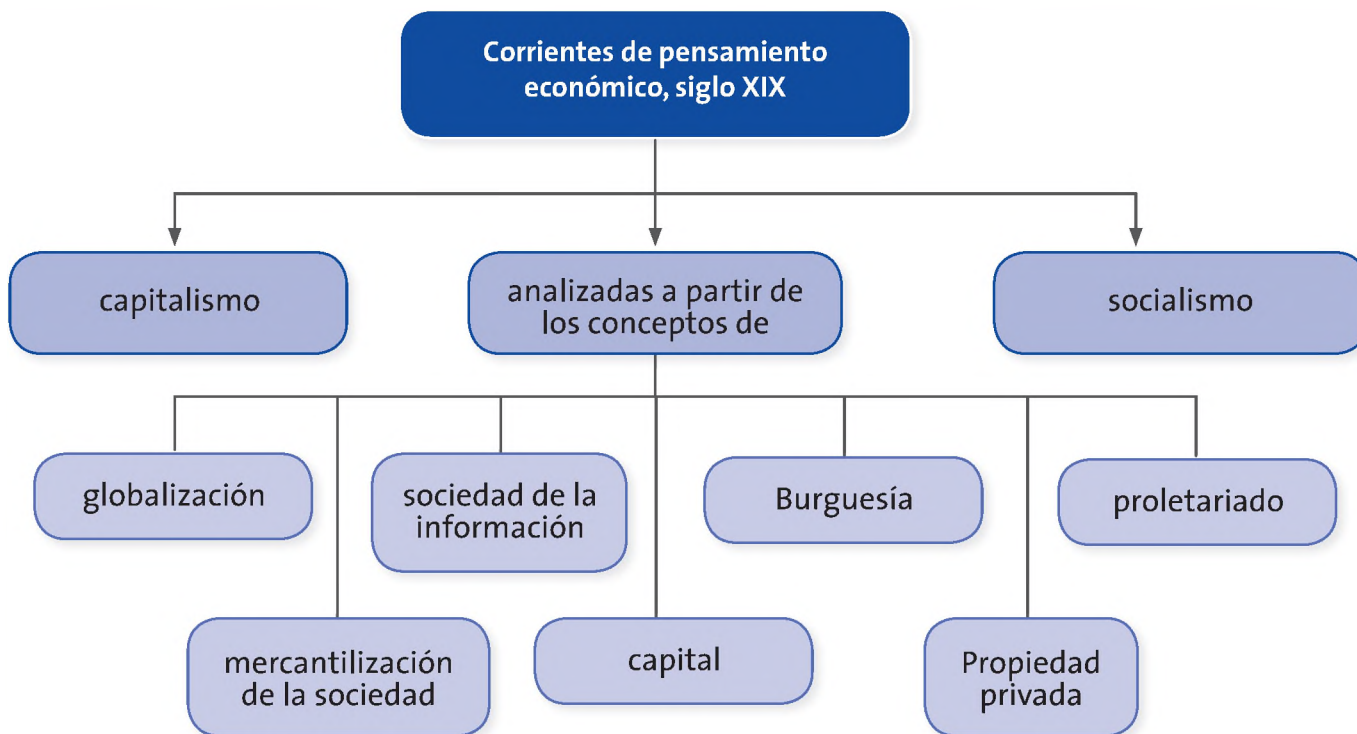 Corrientes de pensamiento
económico, siglo XIX
capitalismo
analizadas a partir de
los conceptos de
socialismo
globalización
sociedad de la
información
Burguesía
proletariado
mercantilización
de la sociedad
capital
Propiedad
privada